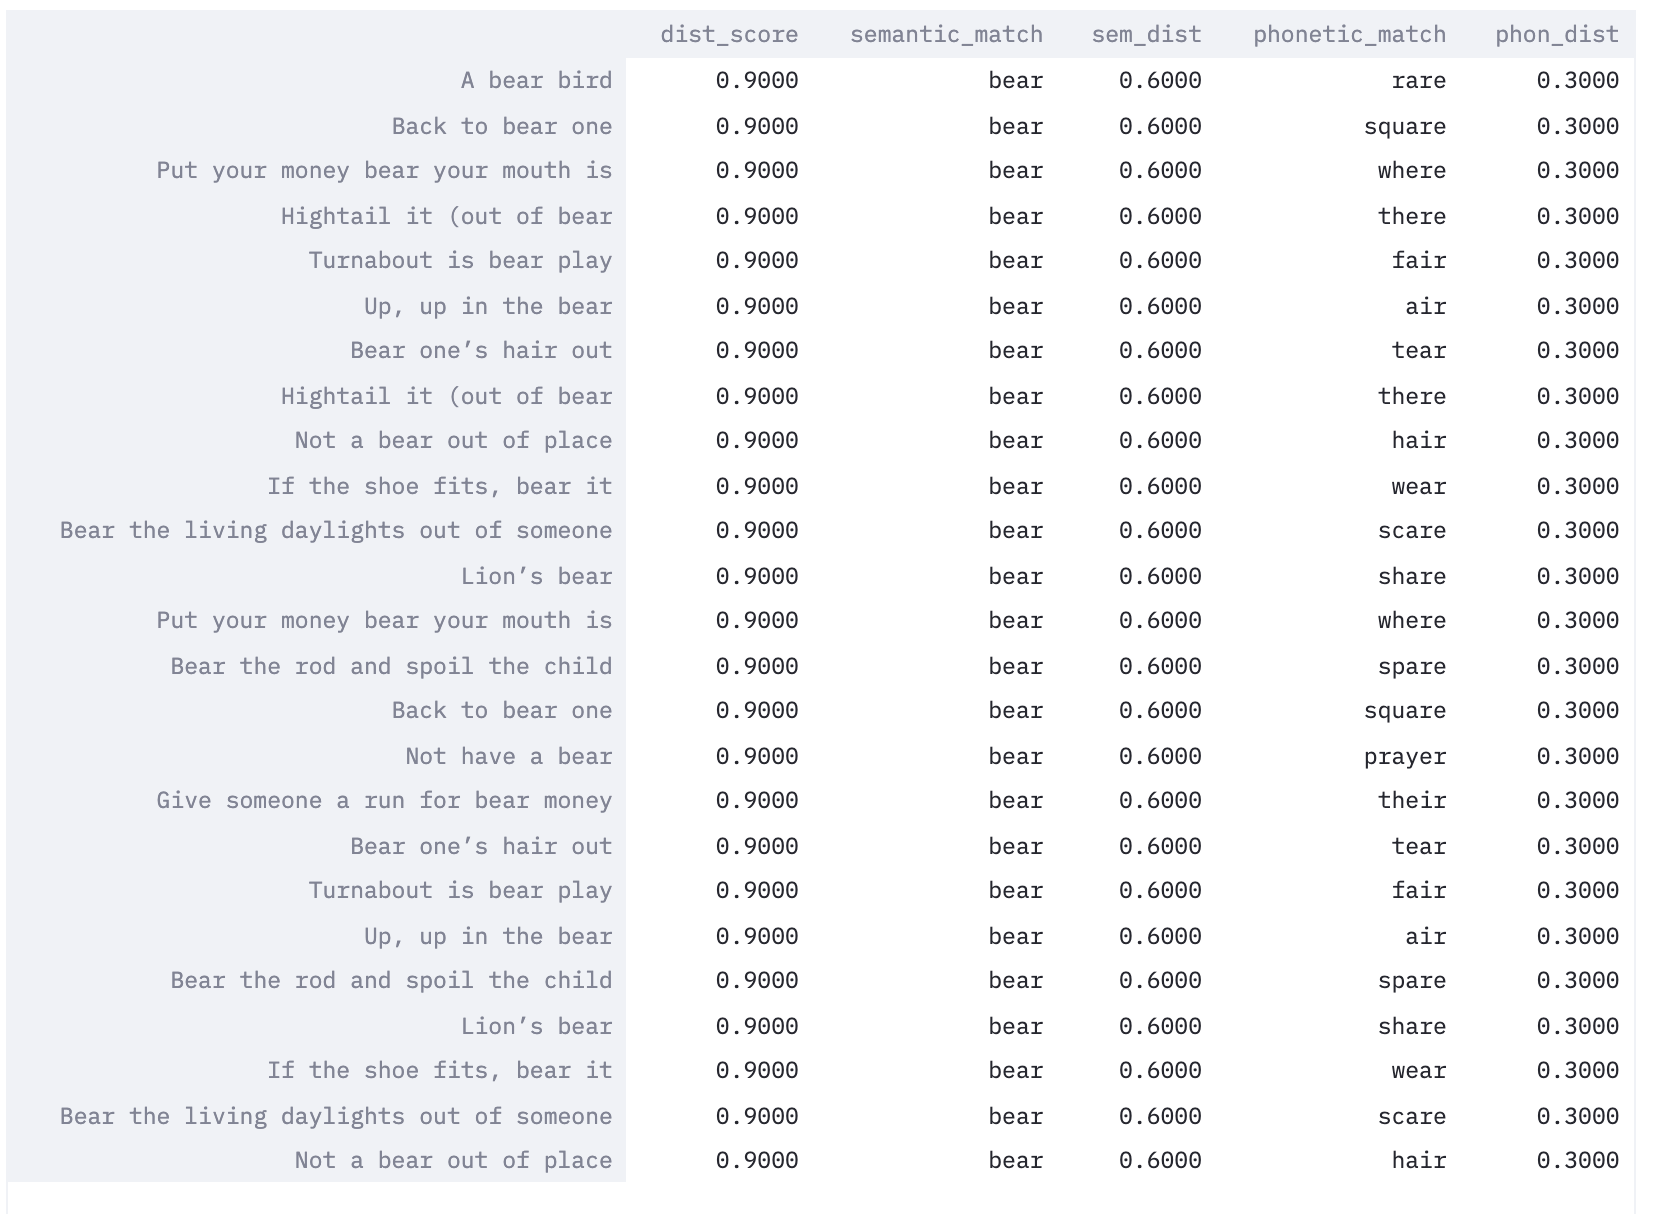 dist_score semantic_match sem_dist phonetic_match phon_dist
A bear bird 0.9000 bear 0.6000 rare 0.3000
Back to bear one 0.9000 bear 0.6000 square 0.3000
Put your money bear your mouth is 0.9000 bear 0.6000 where 0.3000
Hightail it (out of bear 0.9000 bear 0.6000 there 0.3000
Turnabout is bear play 0.9000 bear 0.6000 fair 0.3000
Up, up in the bear 0.9000 bear 0.6000 air 0.3000
Bear one’s hair out 0.9000 bear 0.6000 tear 0.3000
Hightail it (out of bear 0.9000 bear 0.6000 there 0.3000
Not a bear out of place 0.9000 bear 0.6000 hair 0.3000
If the shoe fits, bear it 0.9000 bear 0.6000 wear 0.3000
Bear the living daylights out of someone 0.9000 bear 0.6000 scare 0.3000
Lion’s bear 0.9000 bear 0.6000 share 0.3000
Put your money bear your mouth is 0.9000 bear 0.6000 where 0.3000
Bear the rod and spoil the child 0.9000 bear 0.6000 spare 0.3000
Back to bear one 0.9000 bear 0.6000 square 0.3000
Not have a bear 0.9000 bear 0.6000 prayer 0.3000
Give someone a run for bear money 0.9000 bear 0.6000 their 0.3000
Bear one’s hair out 0.9000 bear 0.6000 tear 0.3000
Turnabout is bear play 0.9000 bear 0.6000 fair 0.3000
Up, up in the bear 0.9000 bear 0.6000 air 0.3000
Bear the rod and spoil the child 0.9000 bear 0.6000 spare 0.3000
Lion’s bear 0.9000 bear 0.6000 share 0.3000
If the shoe fits, bear it 0.9000 bear 0.6000 wear 0.3000
Bear the living daylights out of someone 0.9000 bear 0.6000 scare 0.3000
Not a bear out of place 0.9000 bear 0.6000 hair 0.3000